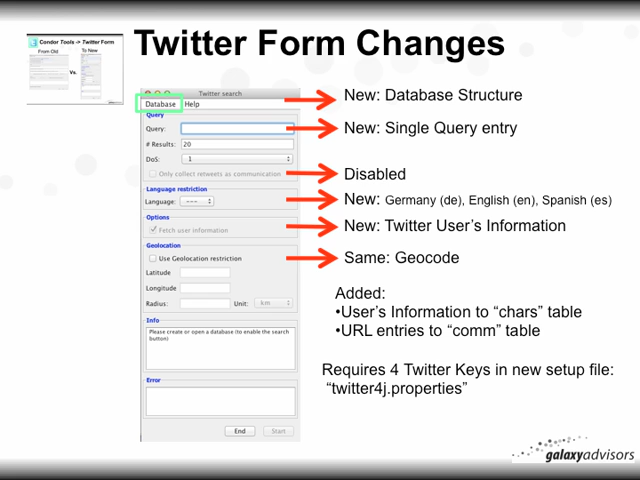 Condor Tools -> Twitter Form
From Old
To New
Vs.
Twitter Form Changes
Twitter search
Database Help
New: Database Structure
Query
Query:
New: Single Query entry
# Results: 20
DoS: 1
Only collect retweets as communication
Disabled
Language restriction
Language: ---
New: Germany (de), English (en), Spanish (es)
Options
Fetch user information
New: Twitter User's Information
Geolocation
Use Geolocation restriction
Same: Geocode
Latitude
Longitude
Radius: Unit: km
Added:
•User's Information to “chars” table
•URL entries to “comm” table
Info
Please create or open a database (to enable the search
button)
Requires 4 Twitter Keys in new setup file:
“twitter4j.properties”
Error
End Start
galaxyadvisors